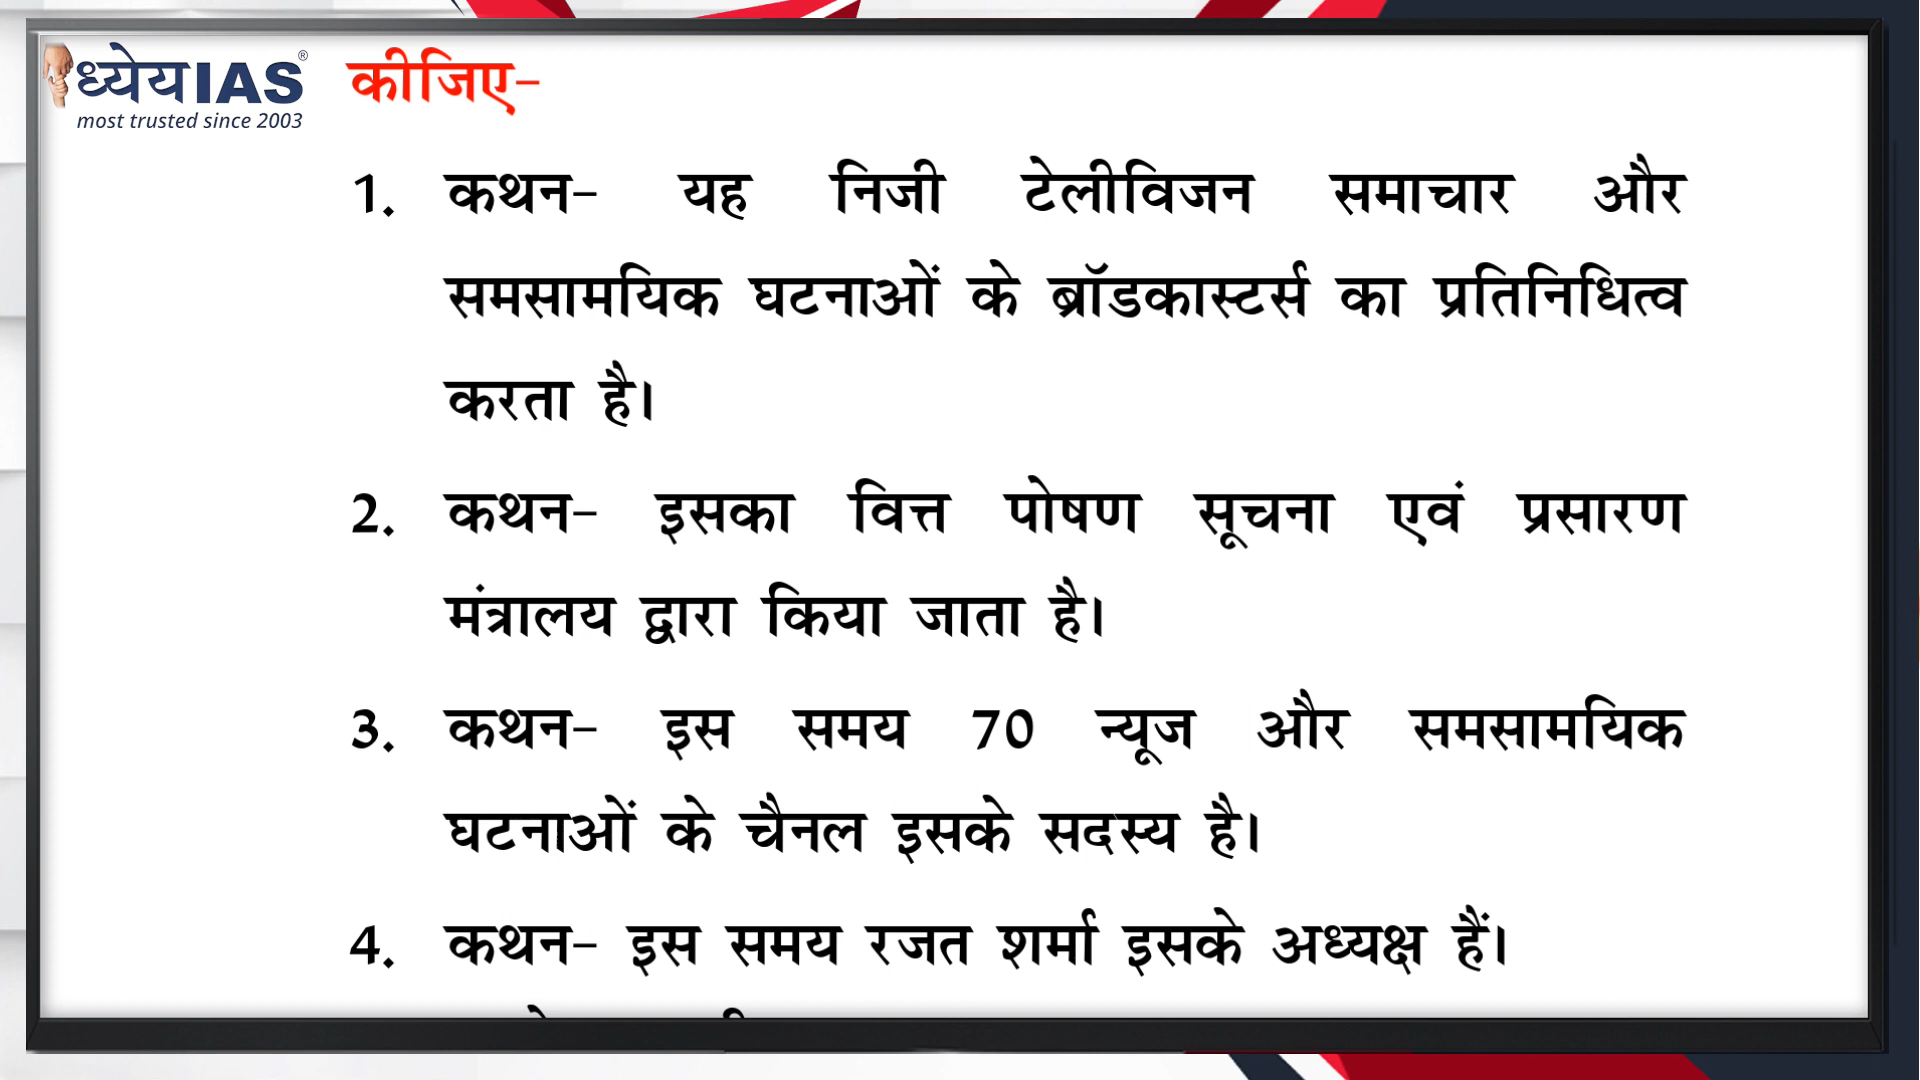 ध्येयIAS®
most trusted since 2003
कीजिए-
1. कथन- यह निजी टेलीविजन समाचार और
समसामयिक घटनाओं के ब्रॉडकास्टर्स का प्रतिनिधित्व
करता है।
2. कथन- इसका वित्त पोषण सूचना एवं प्रसारण
मंत्रालय द्वारा किया जाता है।
3. कथन- इस समय 70 न्यूज और समसामयिक
घटनाओं के चैनल इसके सदस्य है।
4. कथन- इस समय रजत शर्मा इसके अध्यक्ष हैं।